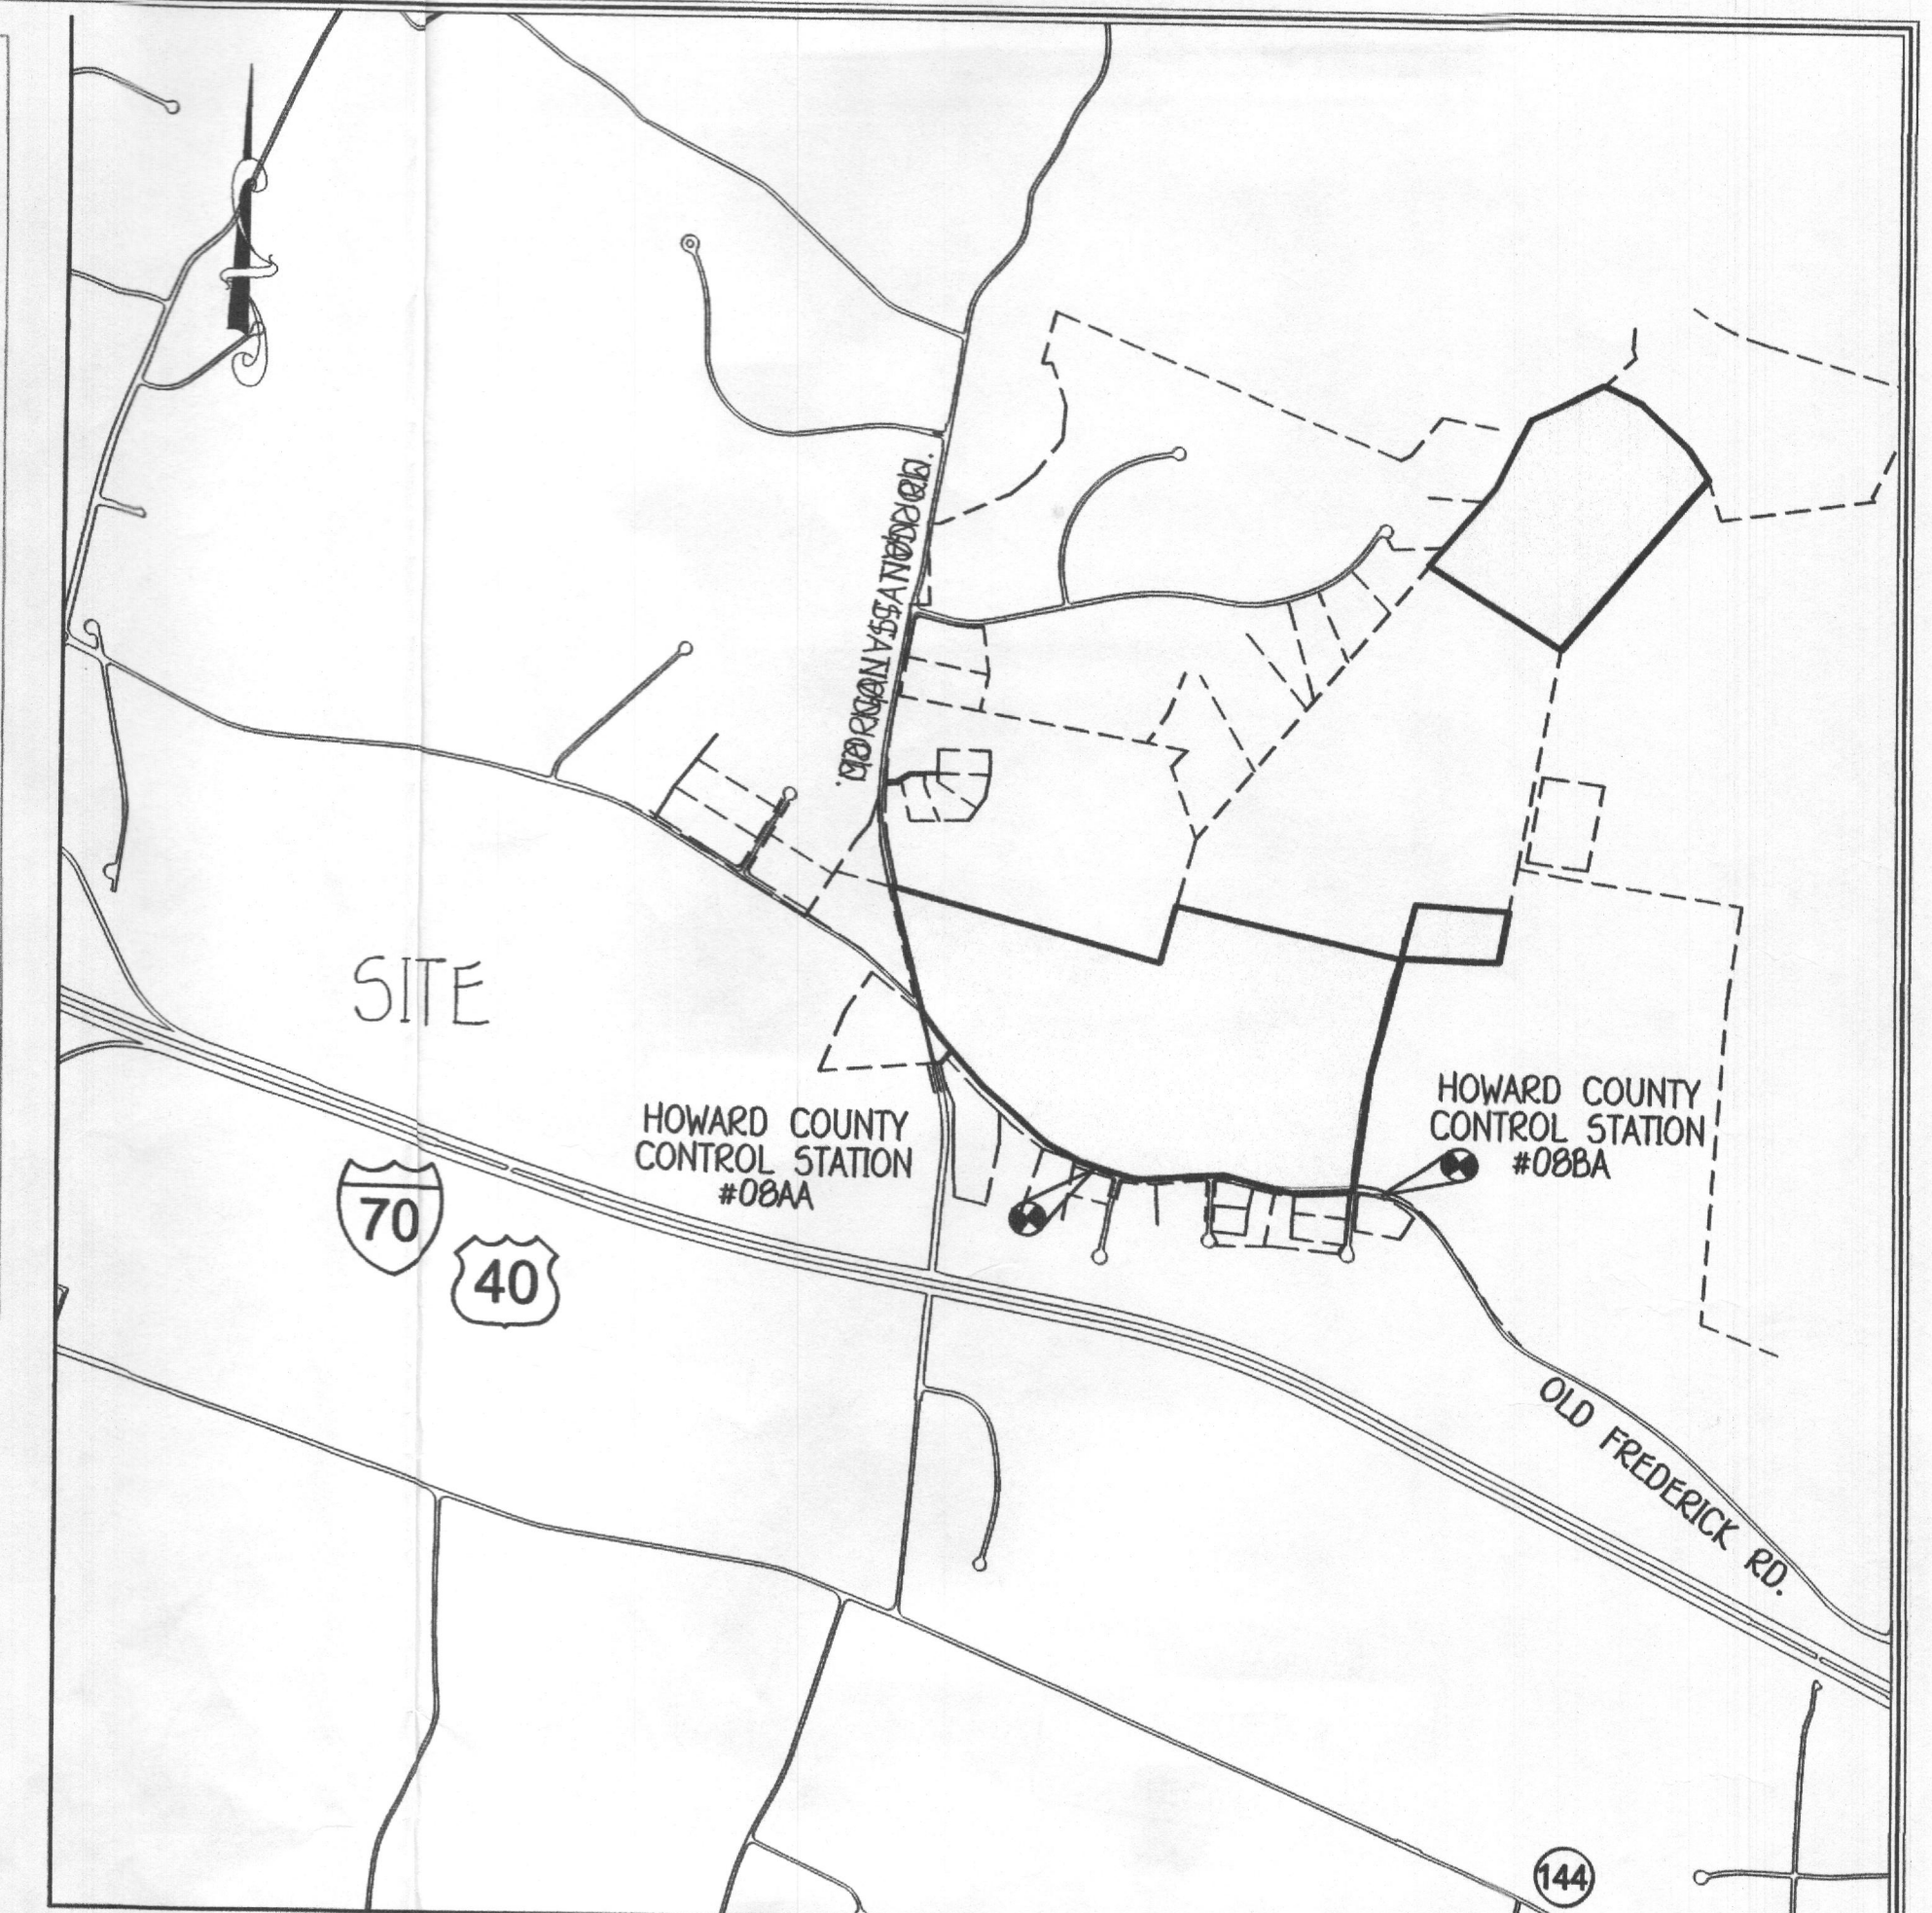 SITE
HOWARD COUNTY
CONTROL STATION
#08AA
HOWARD COUNTY
CONTROL STATION
#08BA
70
40
OLD FREDERICK RD.
144